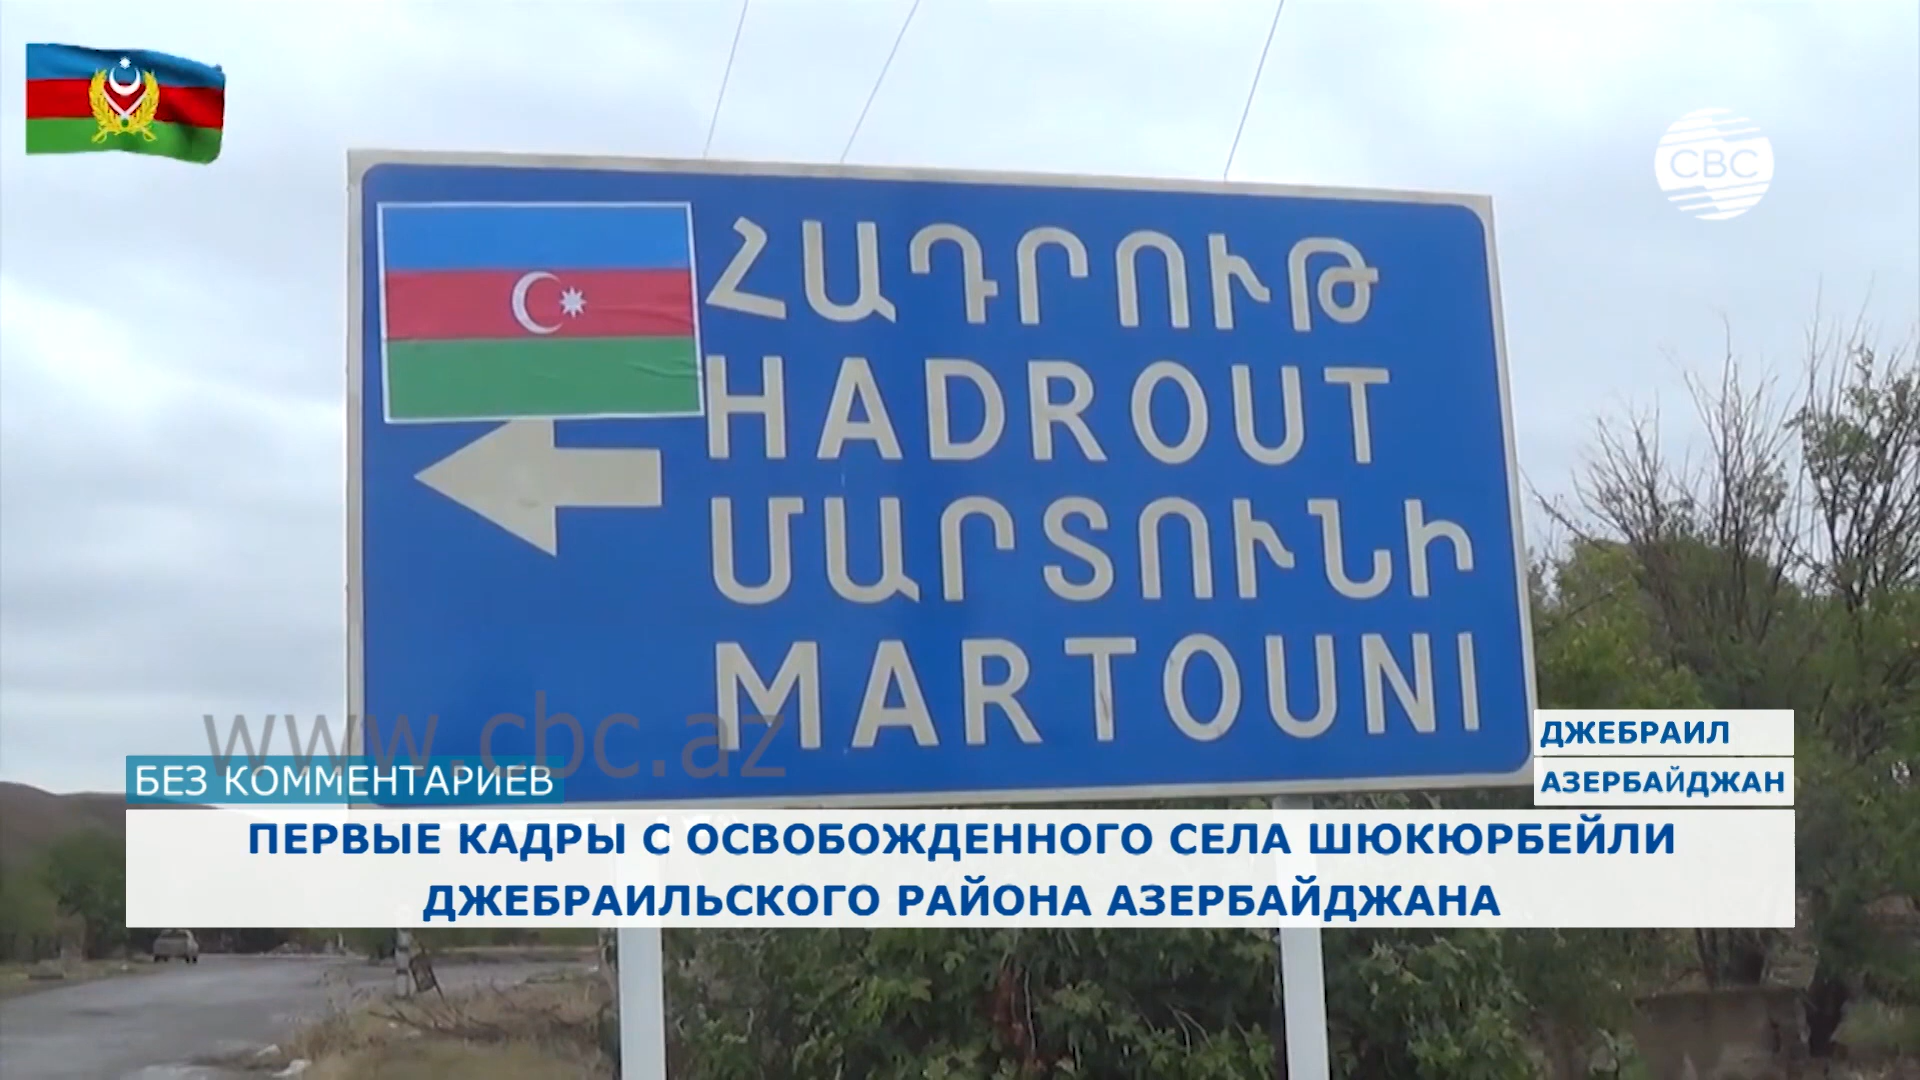 CBC
ՀԱԴՐՈՒԹ
HADROUT
ՄԱՐՏՈՒՆԻ
MARTOUNI
www.cbc.az
ДЖЕБРАИЛ
АЗЕРБАЙДЖАН
БЕЗ КОММЕНТАРИЕВ
ПЕРВЫЕ КАДРЫ С ОСВОБОЖДЕННОГО СЕЛА ШЮКЮРБЕЙЛИ
ДЖЕБРАИЛЬСКОГО РАЙОНА АЗЕРБАЙДЖАНА